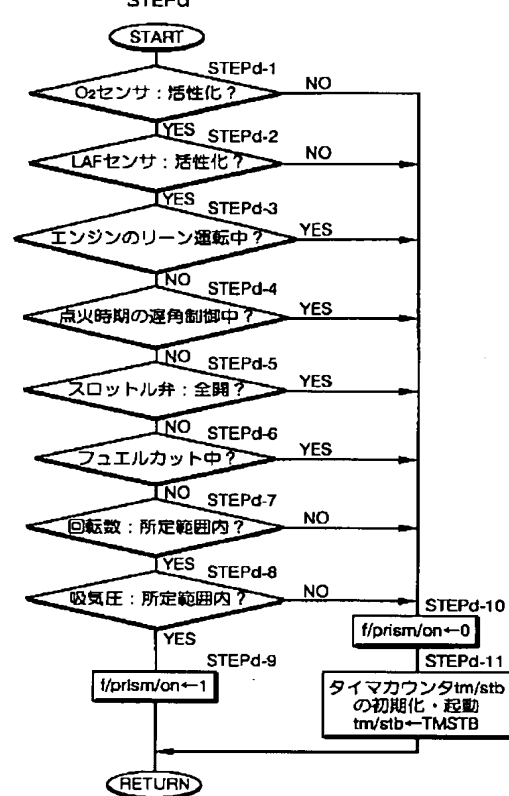 STEPd
START
STEPd-1
O₂センサ:活性化?
NO
YES
STEPd-2
LAFセンサ:活性化?
NO
YES
STEPd-3
エンジンのリーン運転中?
YES
NO
STEPd-4
点火時期の遅角制御中?
YES
NO
STEPd-5
スロットル弁:全開?
YES
NO
STEPd-6
フュエルカット中?
YES
NO
STEPd-7
回転数:所定範囲内?
NO
YES
STEPd-8
吸気圧:所定範囲内?
NO
YES
STEPd-9
f/prism/on←1
STEPd-10
f/prism/on←0
STEPd-11
タイマカウンタtm/stb
の初期化・起動
tm/stb←TMSTB
RETURN